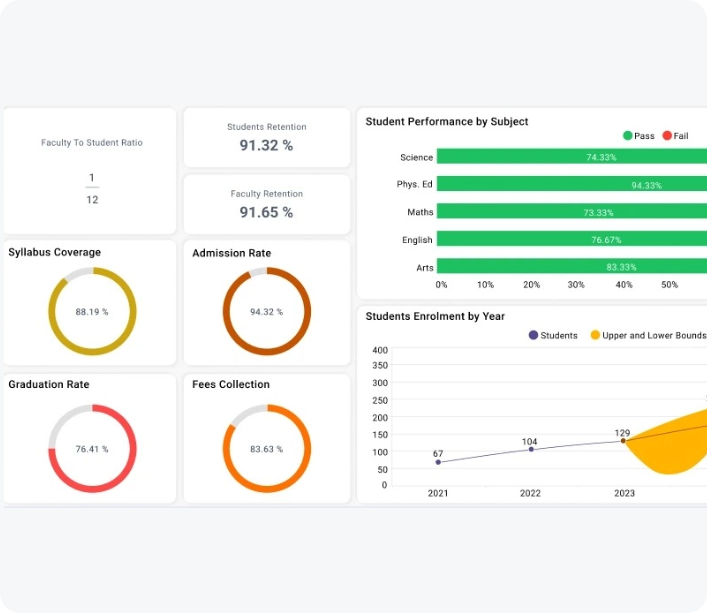 Faculty To Student Ratio
1
12
Students Retention
91.32 %
Faculty Retention
91.65 %
Syllabus Coverage
88.19 %
Admission Rate
94.32 %
Graduation Rate
76.41 %
Fees Collection
83.63 %
Student Performance by Subject
Pass Fail
Science 74.33%
Phys. Ed 94.33%
Maths 73.33%
English 76.67%
Arts 83.33%
0% 10% 20% 30% 40% 50%
Students Enrolment by Year
Students Upper and Lower Bounds
400
350
300
250
200
150
100
50
0
67
104
129
2021 2022 2023